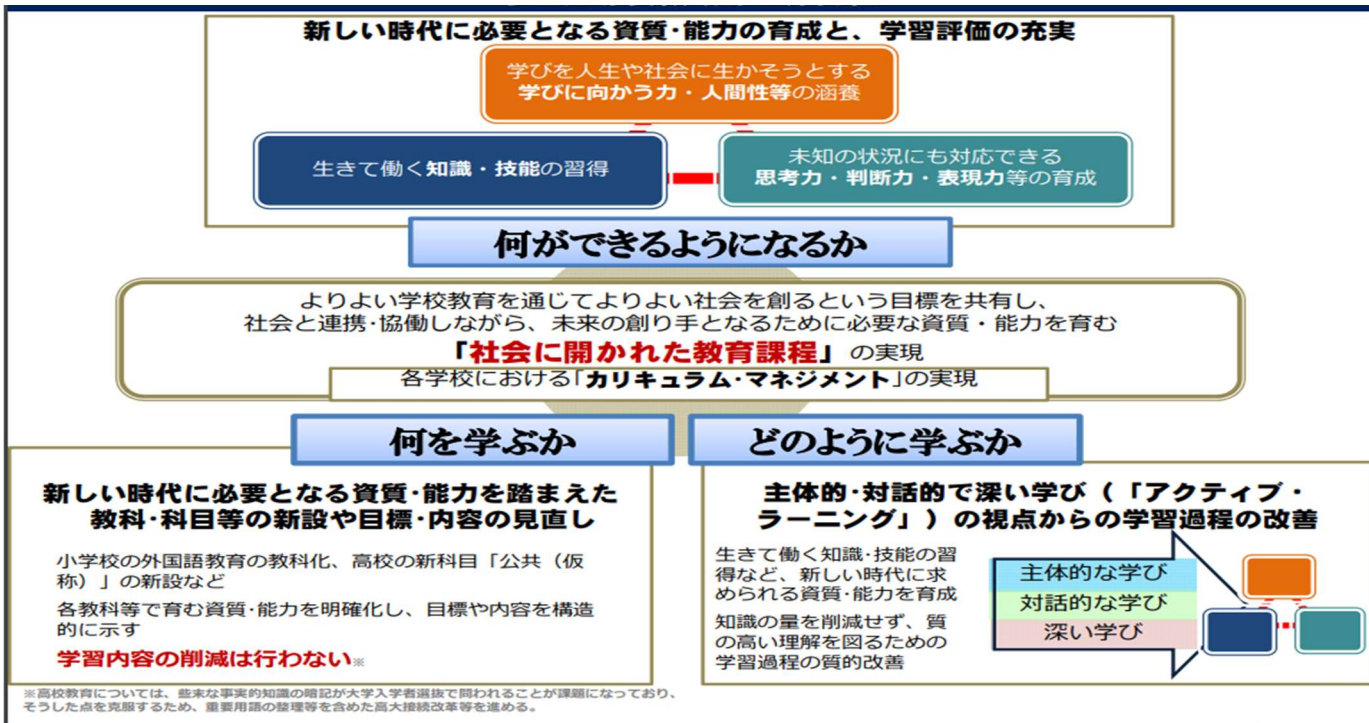 新しい時代に必要となる資質･能力の育成と、学習評価の充実
学びを人生や社会に生かそうとする
学びに向かう力・人間性等の涵養
生きて働く知識・技能の習得
未知の状況にも対応できる
思考力・判断力・表現力等の育成
何ができるようになるか
よりよい学校教育を通じてよりよい社会を創るという目標を共有し、
社会と連携･協働しながら、未来の創り手となるために必要な資質・能力を育む
「社会に開かれた教育課程」の実現
各学校における｢カリキュラム･マネジメント｣の実現
何を学ぶか
どのように学ぶか
新しい時代に必要となる資質･能力を踏まえた
教科･科目等の新設や目標･内容の見直し
小学校の外国語教育の教科化、高校の新科目「公共（仮
称）」の新設など
各教科等で育む資質･能力を明確化し、目標や内容を構造
的に示す
学習内容の削減は行わない※
主体的･対話的で深い学び（「アクティブ・
ラーニング」）の視点からの学習過程の改善
生きて働く知識･技能の習
得など、新しい時代に求
められる資質･能力を育成
知識の量を削減せず、質
の高い理解を図るための
学習過程の質的改善
主体的な学び
対話的な学び
深い学び
※高校教育については、些末な事実的知識の暗記が大学入学者選抜で問われることが課題になっており、
そうした点を克服するため、重要用語の整理等を含めた高大接続改革等を進める。